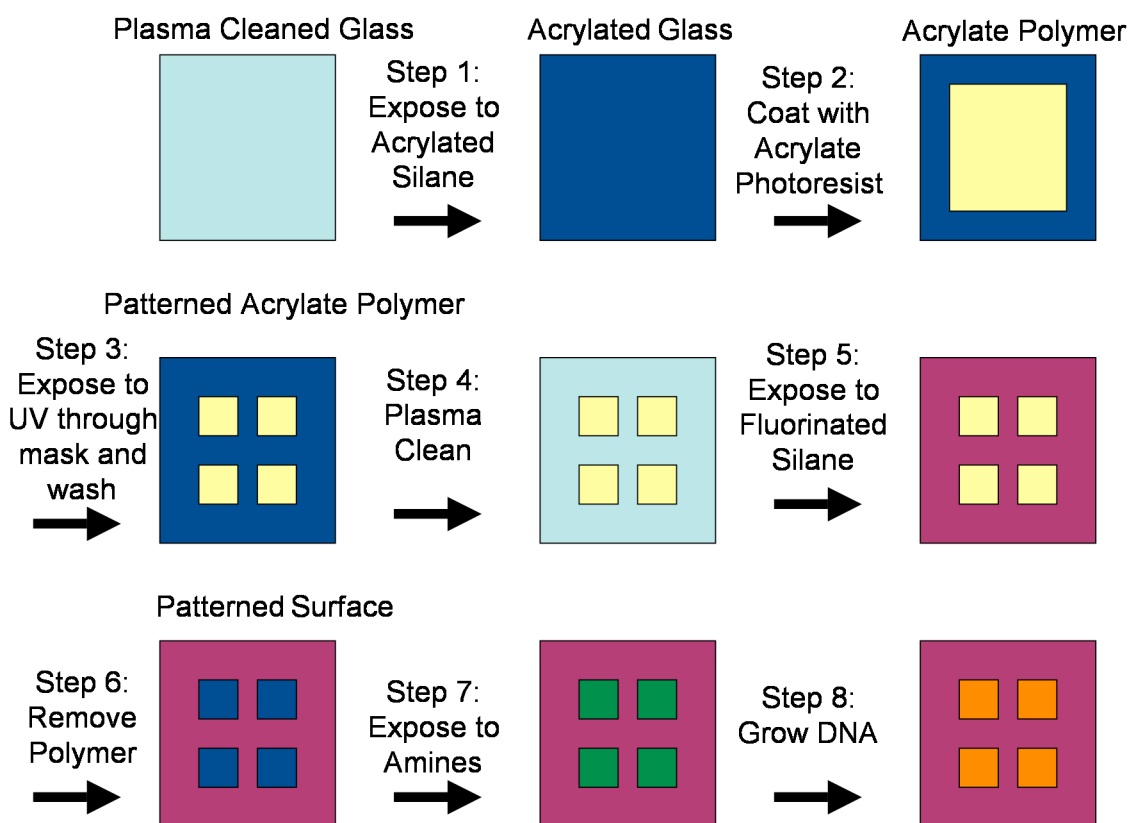 Plasma Cleaned Glass
Step 1:
Expose to
Acrylated
Silane
Acrylated Glass
Step 2:
Coat with
Acrylate
Photoresist
Acrylate Polymer
Step 3:
Expose to
UV through
mask and
wash
Patterned Acrylate Polymer
Step 4:
Plasma
Clean
Step 5:
Expose to
Fluorinated
Silane
Step 6:
Remove
Polymer
Patterned Surface
Step 7:
Expose to
Amines
Step 8:
Grow DNA